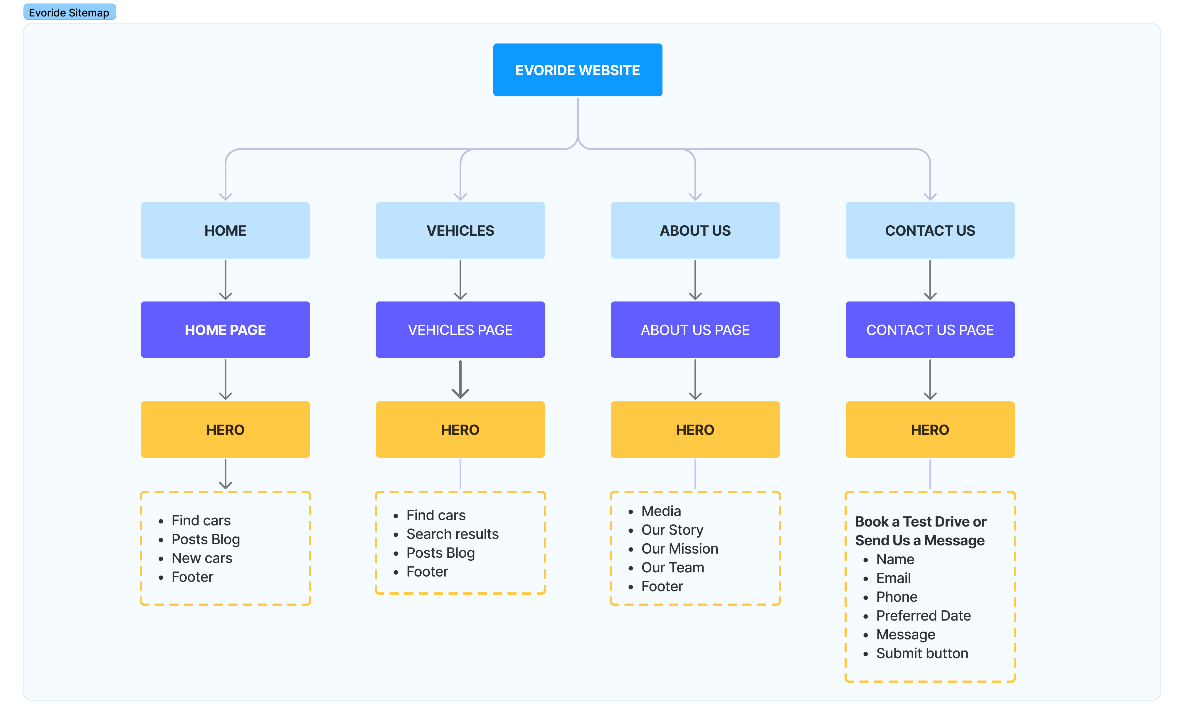 Evoride Sitemap
EVORIDE WEBSITE
HOME
VEHICLES
ABOUT US
CONTACT US
HOME PAGE
VEHICLES PAGE
ABOUT US PAGE
CONTACT US PAGE
HERO
HERO
HERO
HERO
• Find cars
• Posts Blog
• New cars
• Footer
• Find cars
• Search results
• Posts Blog
• Footer
• Media
• Our Story
• Our Mission
• Our Team
• Footer
Book a Test Drive or
Send Us a Message
• Name
• Email
• Phone
• Preferred Date
• Message
• Submit button